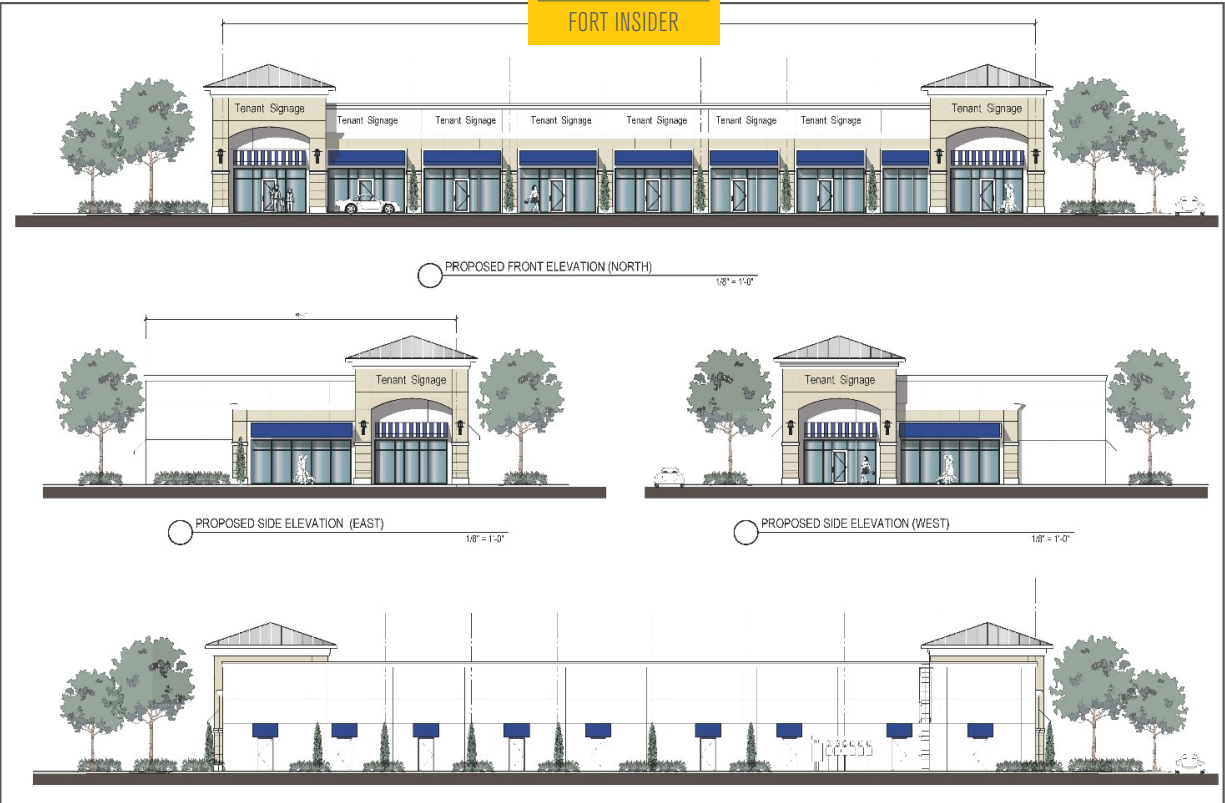 FORT INSIDER
Tenant Signage
Tenant Signage
Tenant Signage
Tenant Signage
Tenant Signage
Tenant Signage
Tenant Signage
Tenant Signage
PROPOSED FRONT ELEVATION (NORTH)
1/8" = 1'-0"
Tenant Signage
Tenant Signage
PROPOSED SIDE ELEVATION (EAST)
1/8" = 1'-0"
PROPOSED SIDE ELEVATION (WEST)
1/8" = 1'-0"